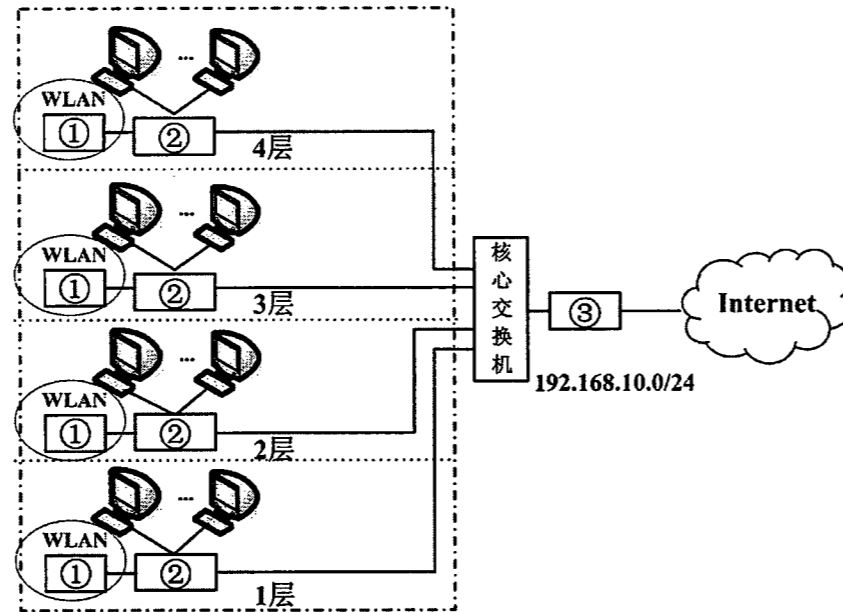 WLAN
...
①
②
4层
WLAN
...
①
②
3层
WLAN
...
①
②
2层
WLAN
...
①
②
1层
核心交换机
③
192.168.10.0/24
Internet